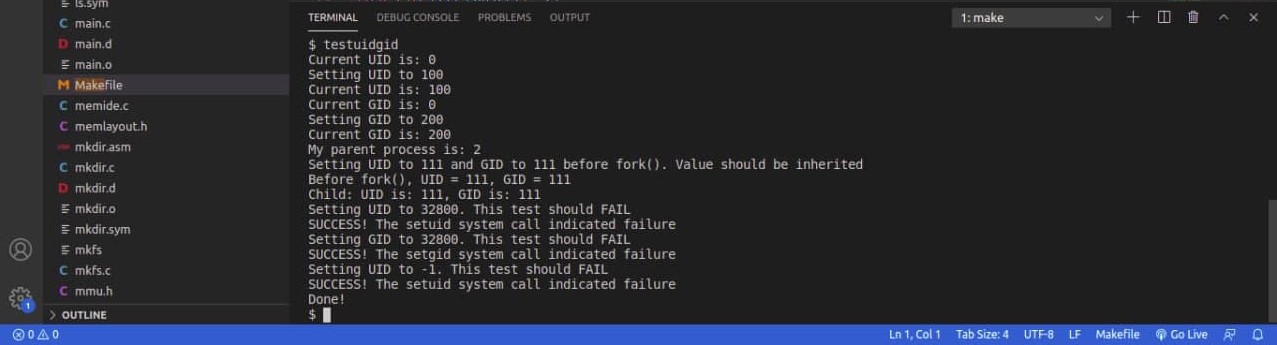 ls.sym
main.c
main.d
main.o
Makefile
memide.c
memlayout.h
mkdir.asm
mkdir.c
mkdir.d
mkdir.o
mkdir.sym
mkfs
mkfs.c
mmu.h
OUTLINE
TERMINAL DEBUG CONSOLE PROBLEMS OUTPUT 1: make
$ testuidgid
Current UID is: 0
Setting UID to 100
Current UID is: 100
Current GID is: 0
Setting GID to 200
Current GID is: 200
My parent process is: 2
Setting UID to 111 and GID to 111 before fork(). Value should be inherited
Before fork(), UID = 111, GID = 111
Child: UID is: 111, GID is: 111
Setting UID to 32800. This test should FAIL
SUCCESS! The setuid system call indicated failure
Setting GID to 32800. This test should FAIL
SUCCESS! The setgid system call indicated failure
Setting UID to -1. This test should FAIL
SUCCESS! The setuid system call indicated failure
Done!
$
1
0 0 Ln 1, Col 1 Tab Size: 4 UTF-8 LF Makefile Go Live